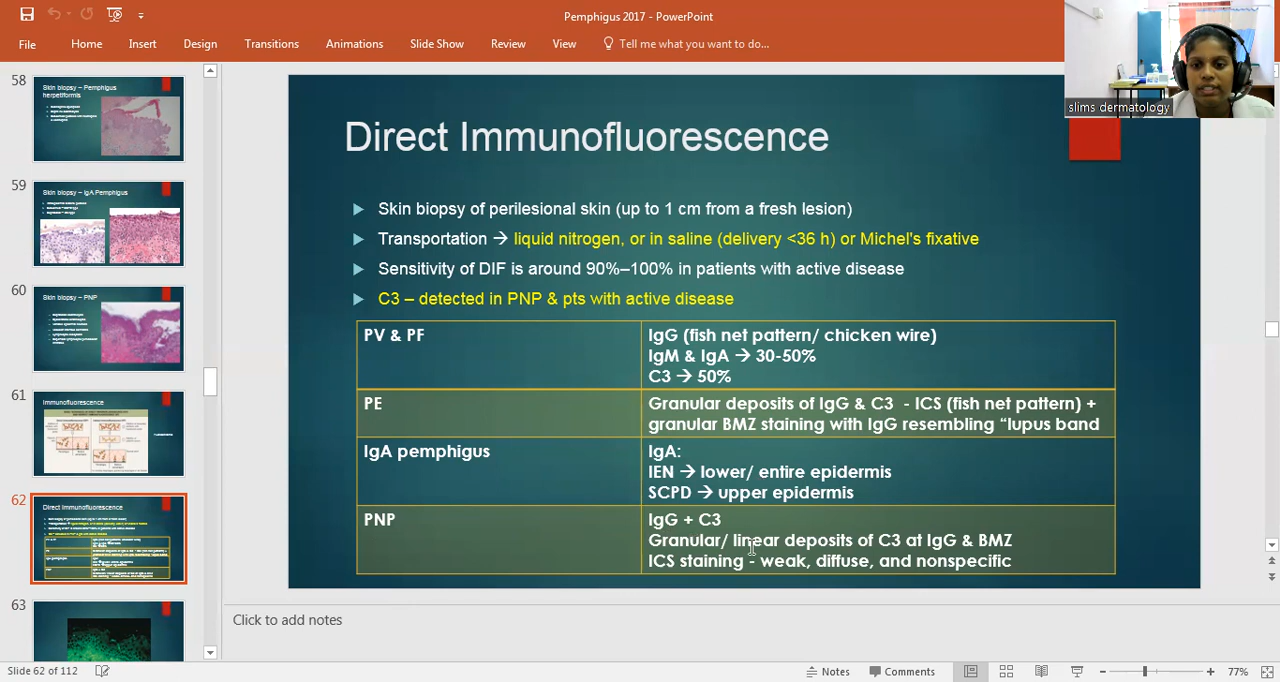 Pemphigus 2017 - PowerPoint
File Home Insert Design Transitions Animations Slide Show Review View Tell me what you want to do...
slims dermatology
58
Skin biopsy – Pemphigus
herpetiformis
59
Skin biopsy – IgA Pemphigus
60
Skin biopsy – PNP
61
Immunofluorescence
62
Direct Immunofluorescence
63
Direct Immunofluorescence
▶ Skin biopsy of perilesional skin (up to 1 cm from a fresh lesion)
▶ Transportation → liquid nitrogen, or in saline (delivery <36 h) or Michel's fixative
▶ Sensitivity of DIF is around 90%–100% in patients with active disease
▶ C3 – detected in PNP & pts with active disease
PV & PF
IgG (fish net pattern/ chicken wire)
IgM & IgA → 30-50%
C3 → 50%
PE
Granular deposits of IgG & C3 - ICS (fish net pattern) +
granular BMZ staining with IgG resembling “lupus band
IgA pemphigus
IgA:
IEN → lower/ entire epidermis
SCPD → upper epidermis
PNP
IgG + C3
Granular/ linear deposits of C3 at IgG & BMZ
ICS staining - weak, diffuse, and nonspecific
Click to add notes
Slide 62 of 112
Notes
Comments
77%